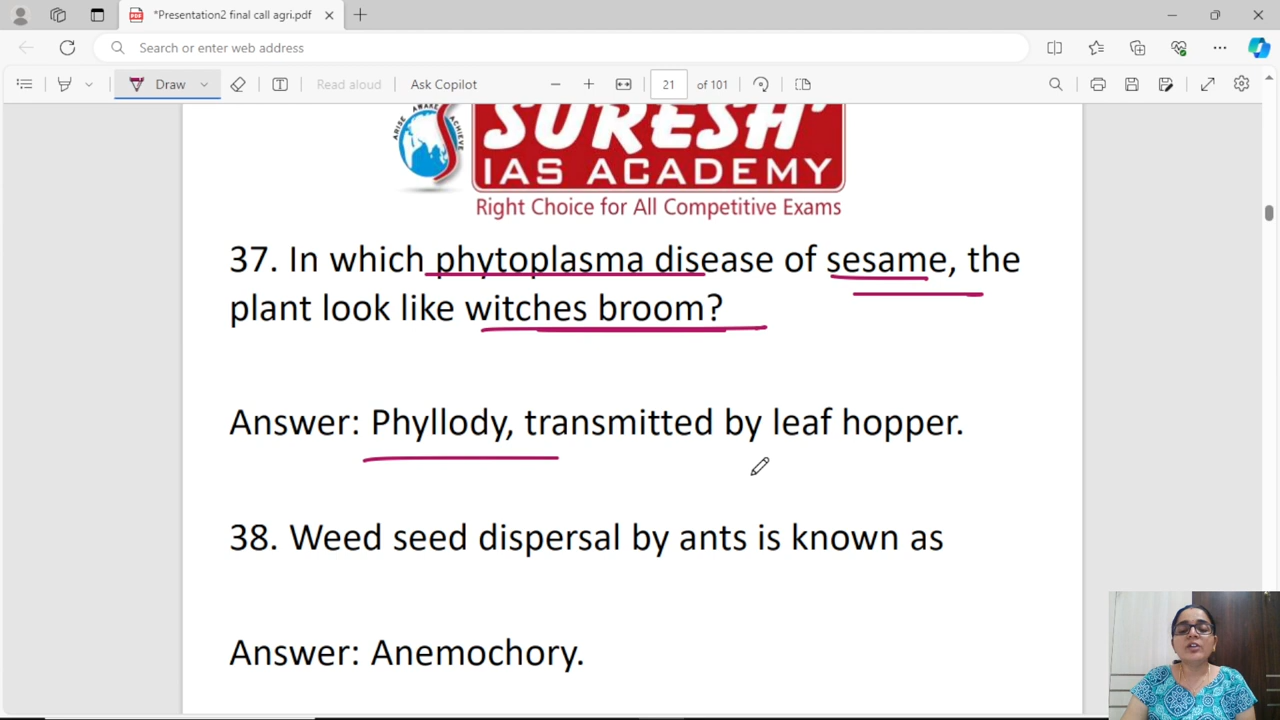 *Presentation2 final call agri.pdf
Search or enter web address
Draw
Read aloud
Ask Copilot
21
of 101
ARISE AWAKE ACHIEVE
SURESH'
IAS ACADEMY
Right Choice for All Competitive Exams
37. In which phytoplasma disease of sesame, the
plant look like witches broom?
Answer: Phyllody, transmitted by leaf hopper.
38. Weed seed dispersal by ants is known as
Answer: Anemochory.